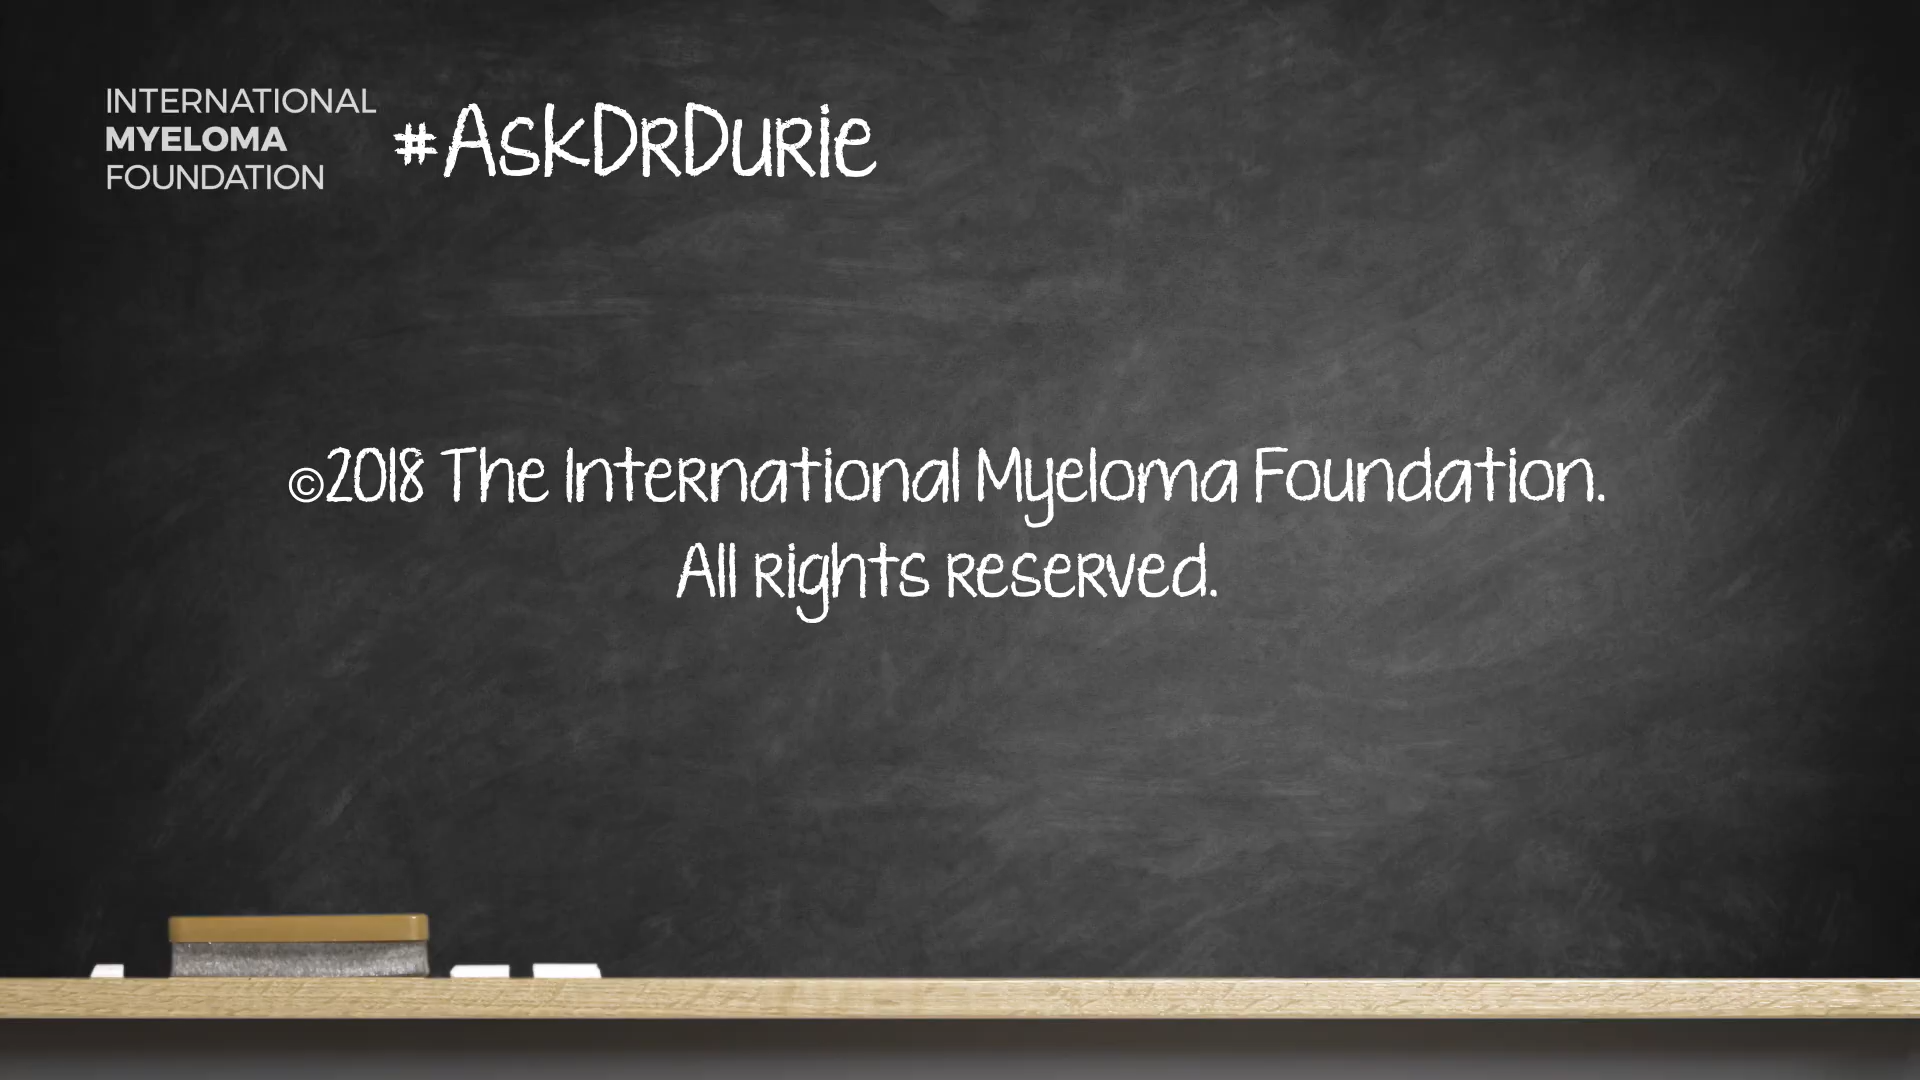 INTERNATIONAL
MYELOMA
FOUNDATION
#AskDrDurie
©2018 The International Myeloma Foundation.
All rights reserved.